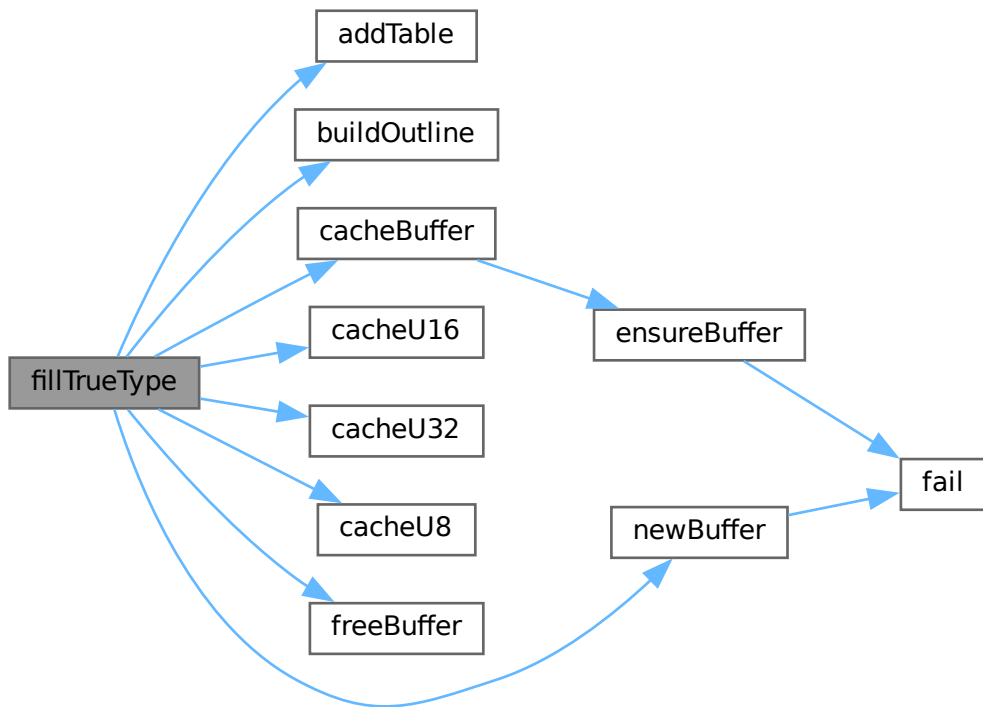 addTable
buildOutline
cacheBuffer
cacheU16
ensureBuffer
fillTrueType
cacheU32
fail
cacheU8
newBuffer
freeBuffer